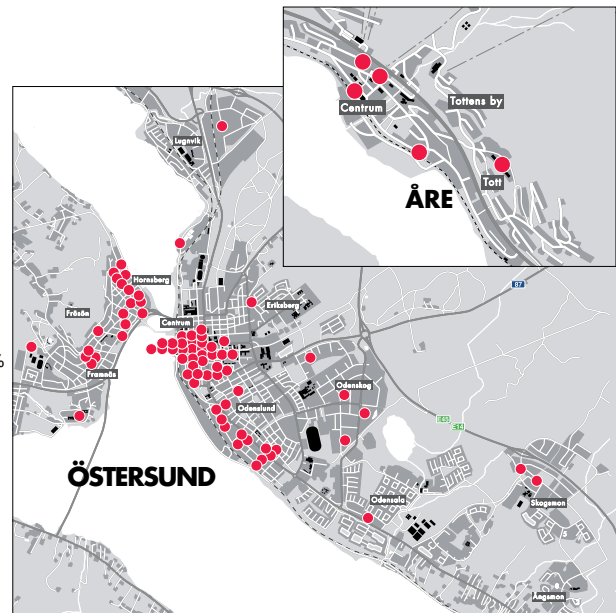 Centrum
Tottens by
Tott
ÅRE
Lugnvik
87
Hornsberg
Frösön
Eriksberg
Centrum
%
Framnäs
Odenskog
Odenslund
E45
E14
ÖSTERSUND
Odensala
Skogsmon
Ängsmon